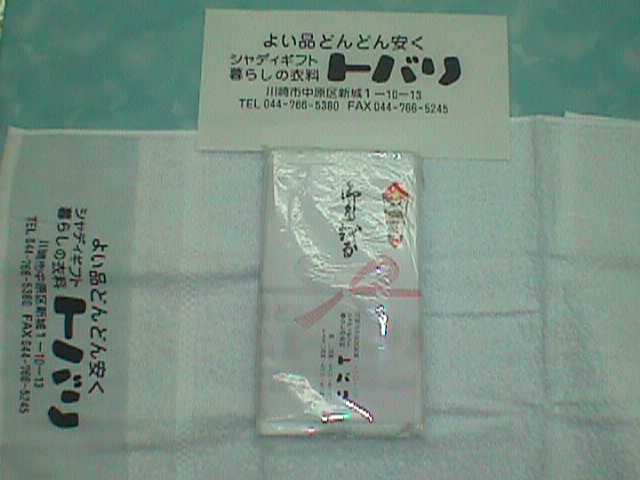 よい品どんどん安く
シャディギフト
暮らしの衣料
トバリ
川崎市中原区新城1-10-13
TEL 044-766-5380 FAX 044-766-5245
よい品どんどん安く
シャディギフト
暮らしの衣料
トバリ
川崎市中原区新城1-10-13
TEL 044-766-5380 FAX 044-766-5245
トバリ